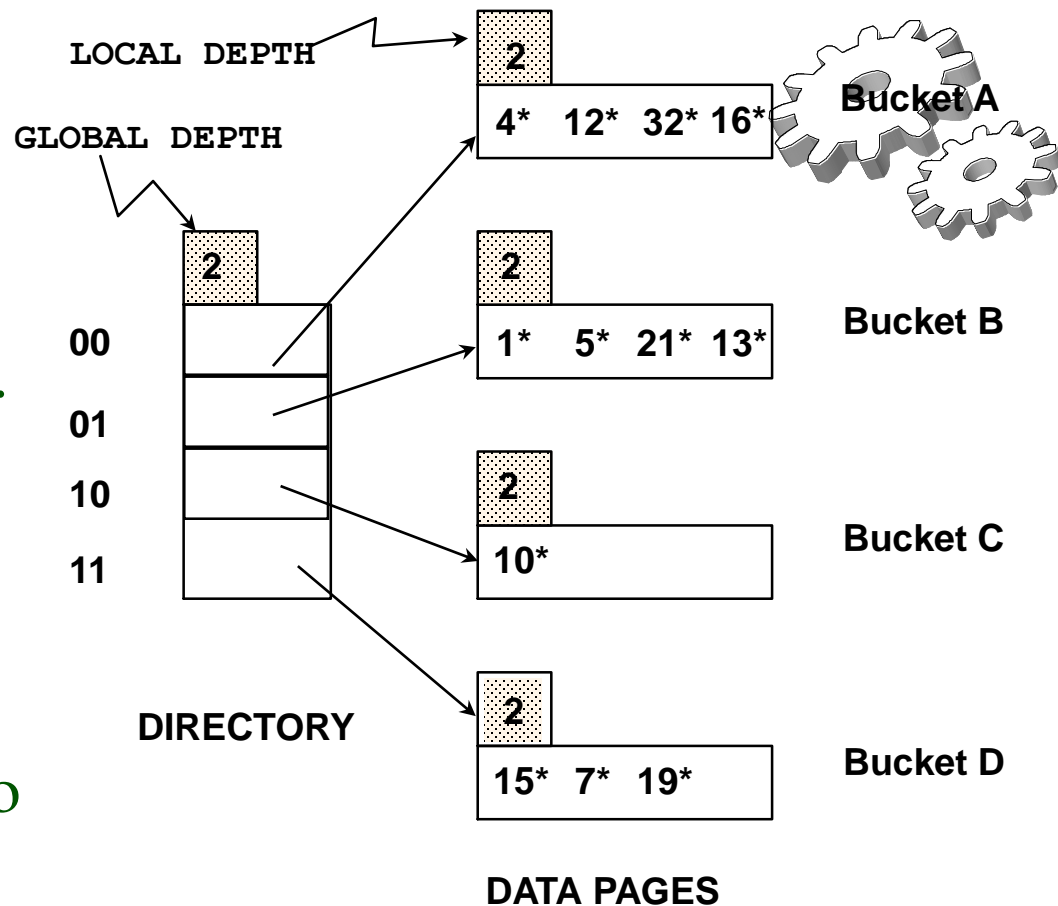 LOCAL DEPTH
2
4* 12* 32* 16*
Bucket A
GLOBAL DEPTH
2
2
1* 5* 21* 13*
Bucket B
00
01
10
11
.
2
10*
Bucket C
DIRECTORY
2
15* 7* 19*
Bucket D
o
DATA PAGES